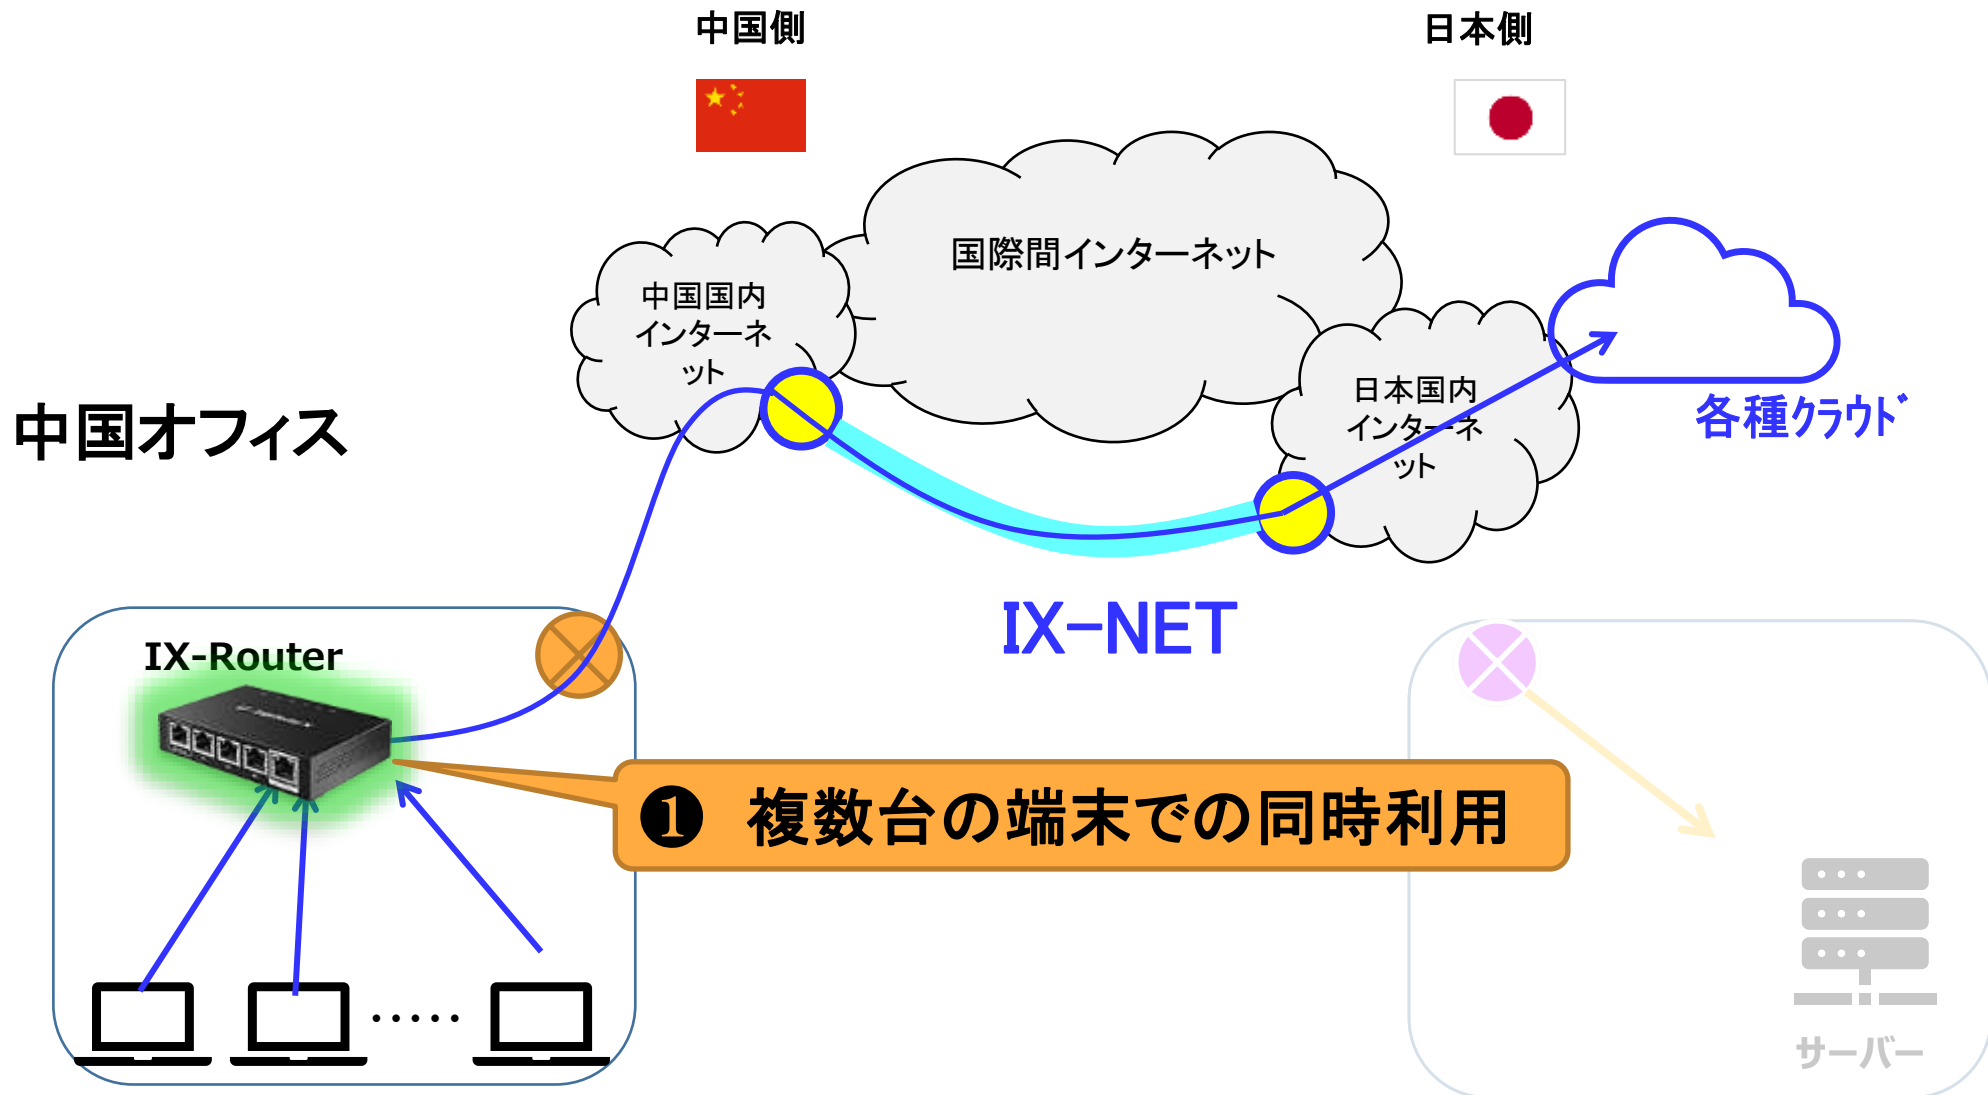 中国側
日本側
国際間インターネット
中国国内
インターネ
ット
日本国内
インターネ
ット
各種ｸﾗｳﾄﾞ
中国オフィス
IX−NET
IX-Router
❶ 複数台の端末での同時利用
・・・・・
サーバー